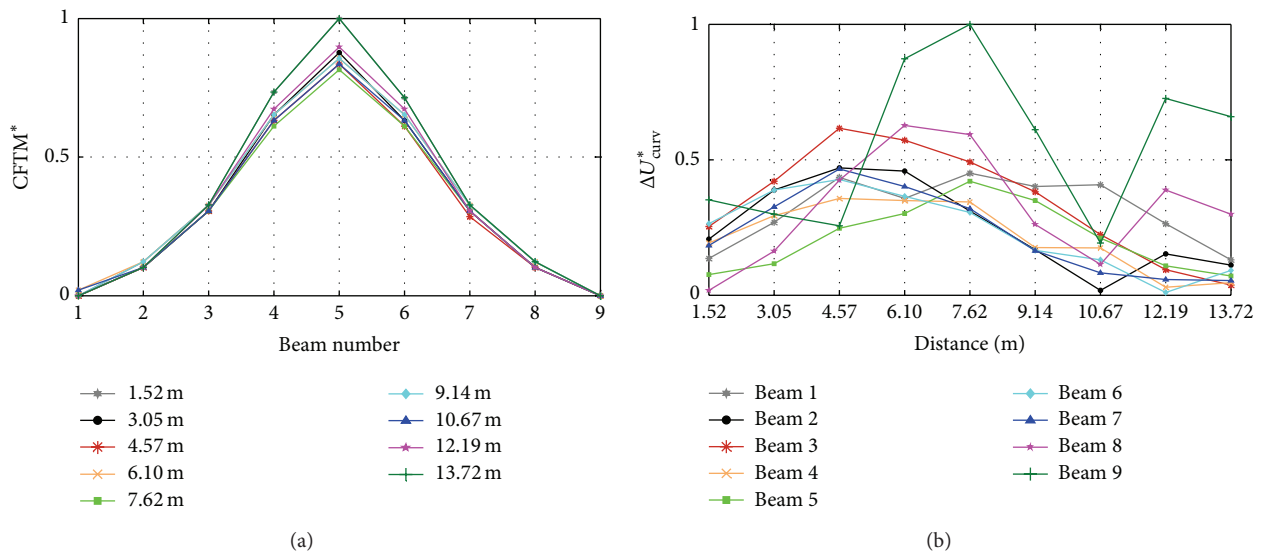 CFTM*
1
0.5
0
1 2 3 4 5 6 7 8 9
Beam number
1.52 m
3.05 m
4.57 m
6.10 m
7.62 m
9.14 m
10.67 m
12.19 m
13.72 m
(a)
ΔU*curv
1
0.5
0
1.52 3.05 4.57 6.10 7.62 9.14 10.67 12.19 13.72
Distance (m)
Beam 1
Beam 2
Beam 3
Beam 4
Beam 5
Beam 6
Beam 7
Beam 8
Beam 9
(b)